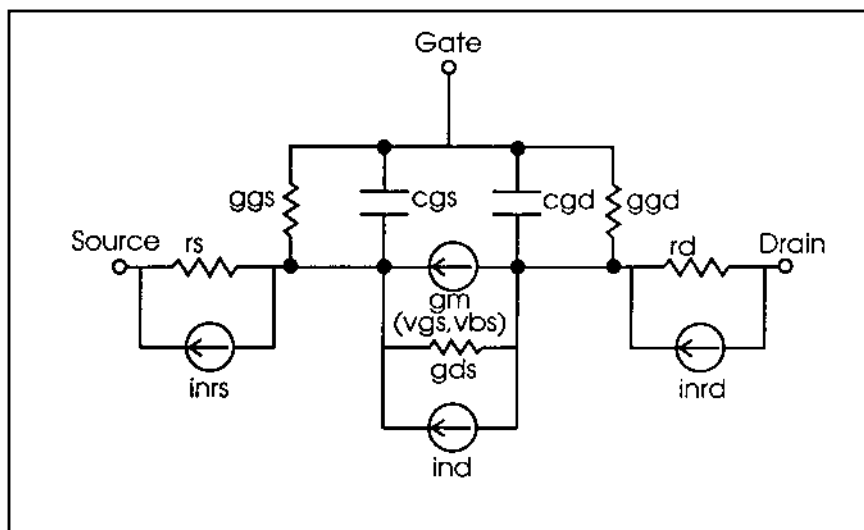 Gate
ggs
cgs
cgd
ggd
Source
rs
rd
Drain
gm
(vgs,vbs)
gds
inrs
inrd
ind